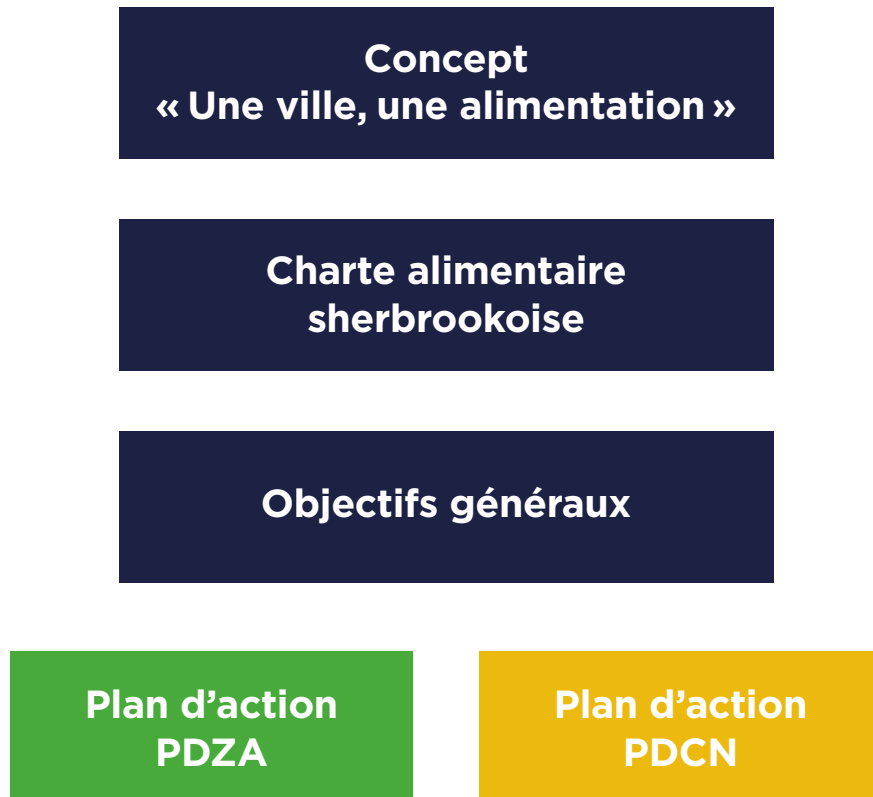 Concept
« Une ville, une alimentation »
Charte alimentaire
sherbrookoise
Objectifs généraux
Plan d’action
PDZA
Plan d’action
PDCN